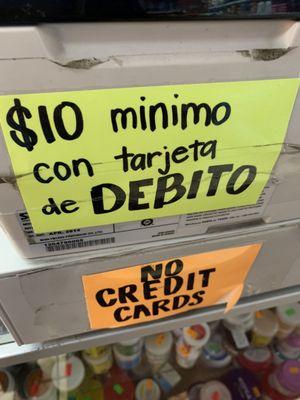 $10 minimo
con tarjeta
de DEBITO
NO
CREDIT
CARDS